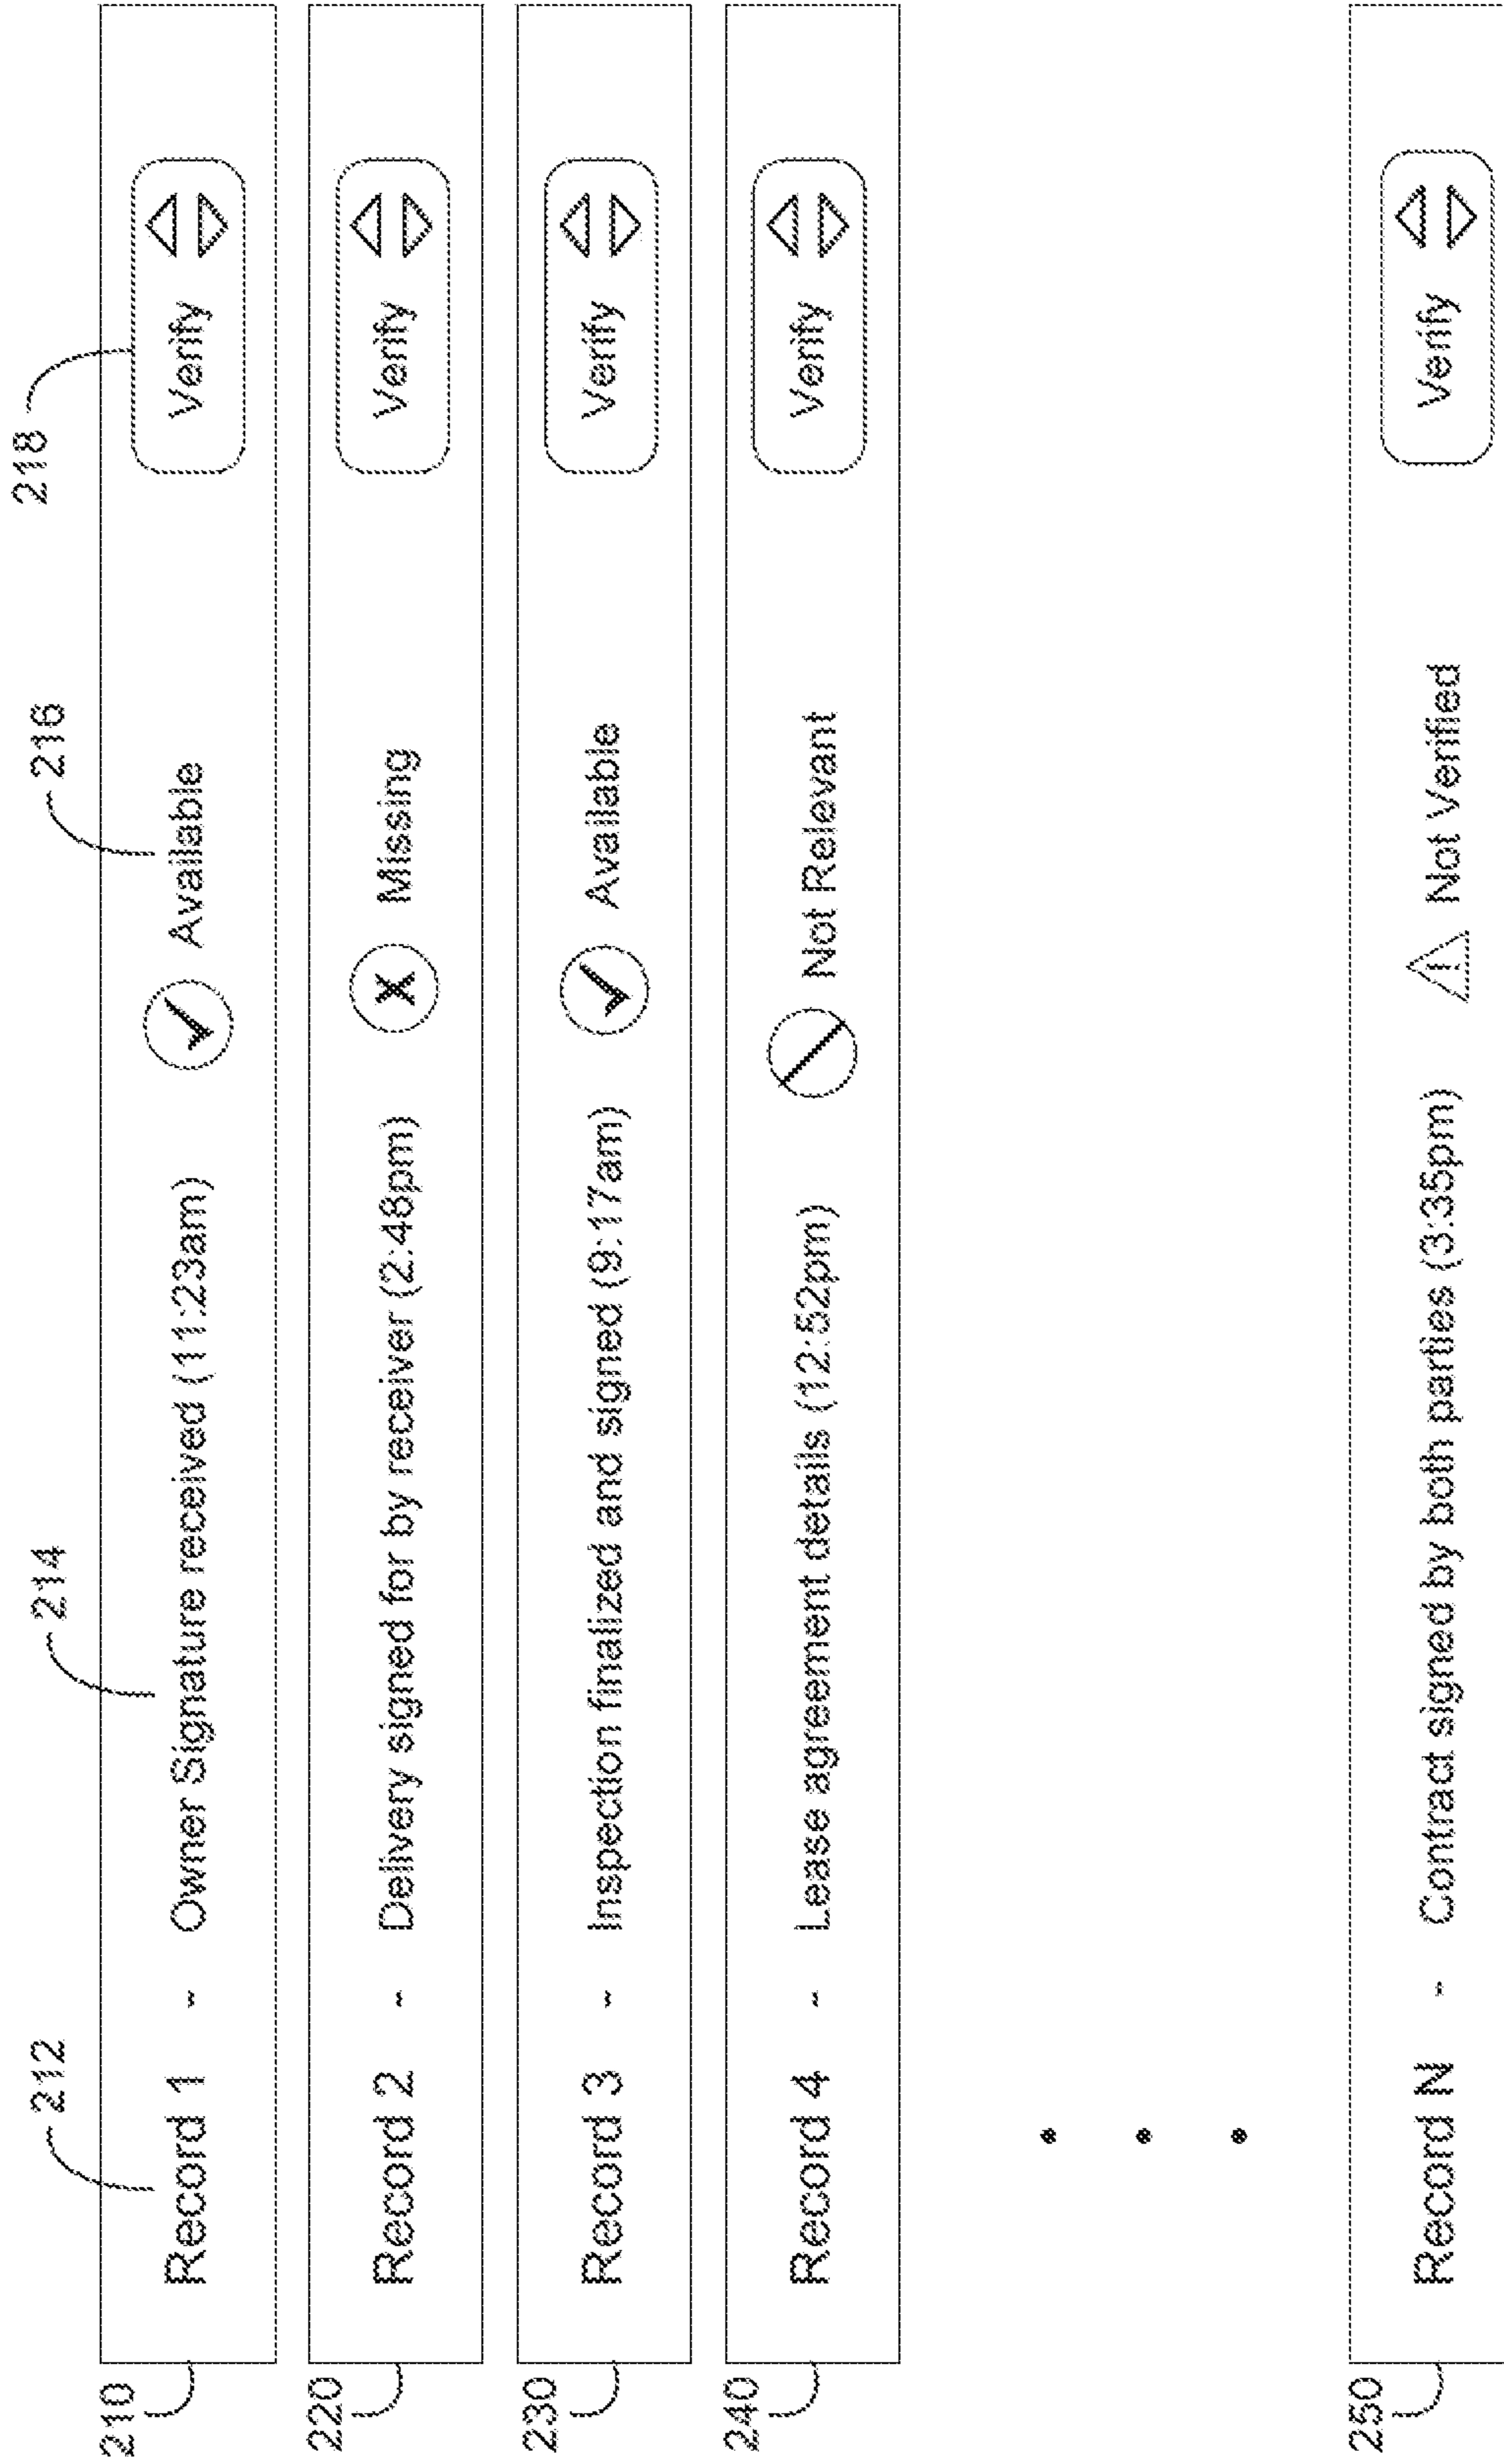 212 214 216 218
210 Record 1 - Owner Signature received (11:23am) Available Verify
220 Record 2 - Delivery signed for by receiver (2:48pm) X Missing Verify
230 Record 3 - Inspection finalized and signed (9:17am) Available Verify
240 Record 4 - Lease agreement details (12:52pm) Not Relevant Verify
250 Record N - Contract signed by both parties (3:35pm) ! Not Verified Verify